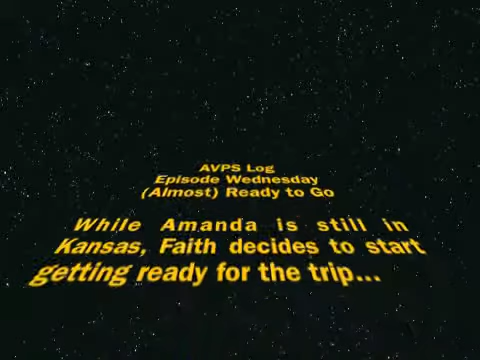 AVPS Log
Episode Wednesday
(Almost) Ready to Go
While Amanda is still in
Kansas, Faith decides to start
getting ready for the trip...